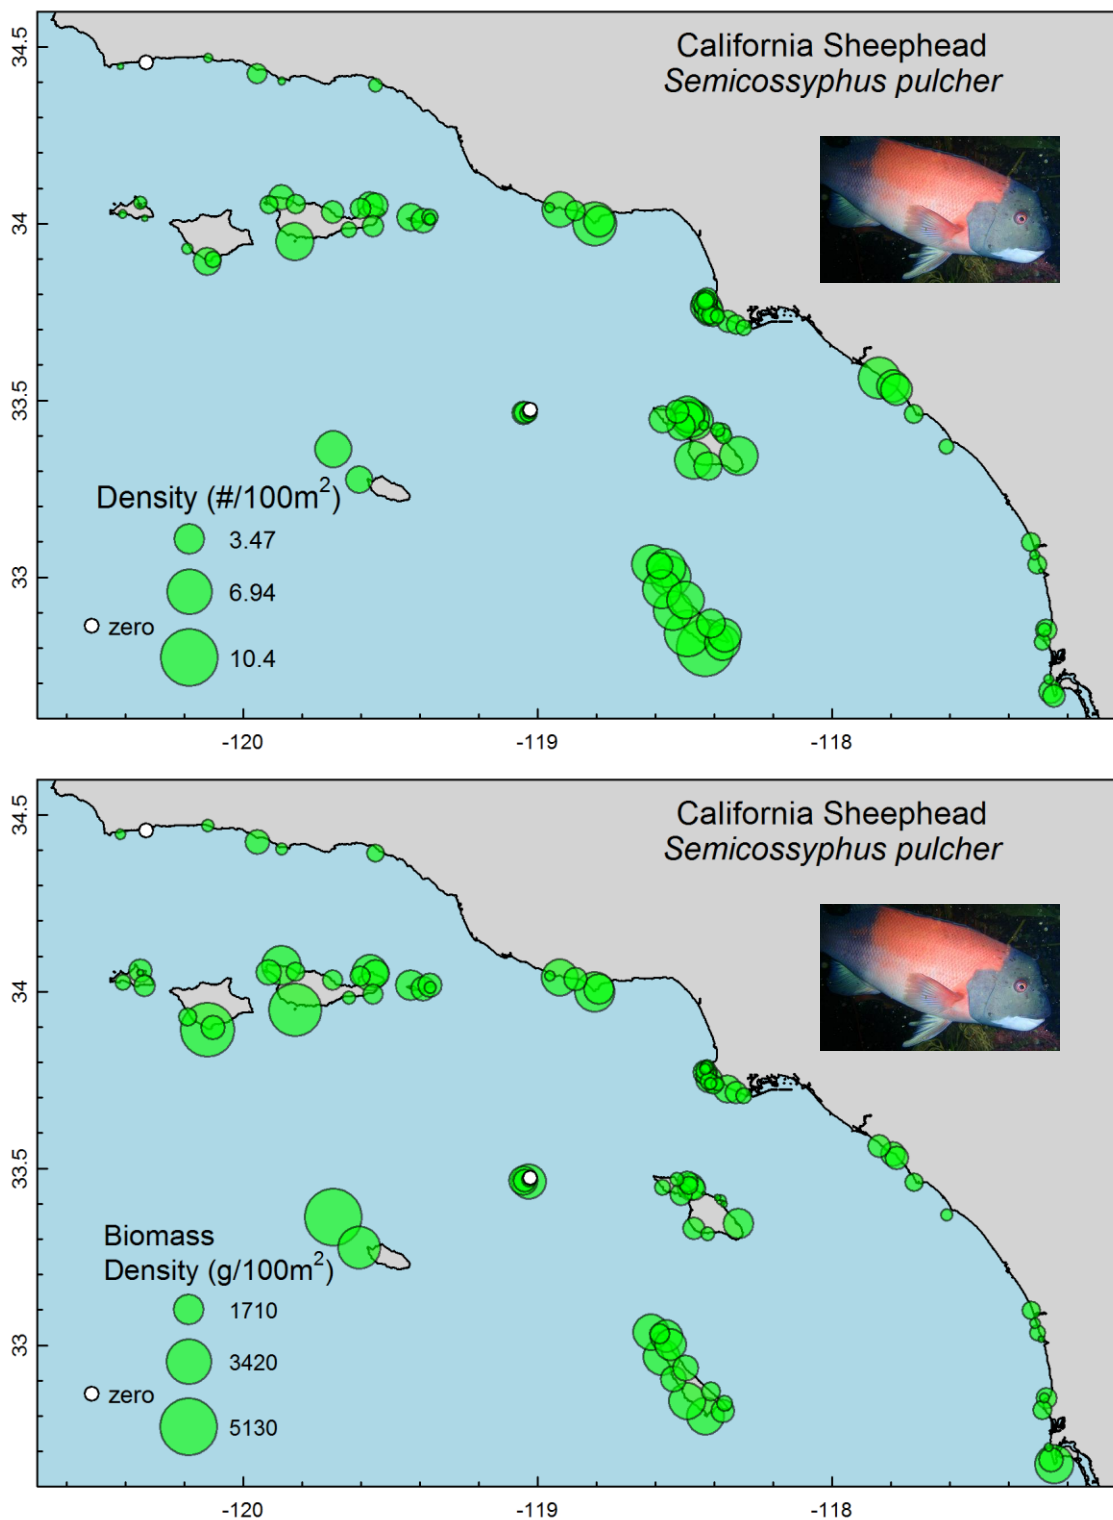 California Sheephead
Semicossyphus pulcher
34.5
34
33.5
33
Density (#/100m²)
3.47
6.94
zero
10.4
-120
-119
-118
California Sheephead
Semicossyphus pulcher
34.5
34
33.5
33
Biomass
Density (g/100m²)
1710
3420
zero
5130
-120
-119
-118